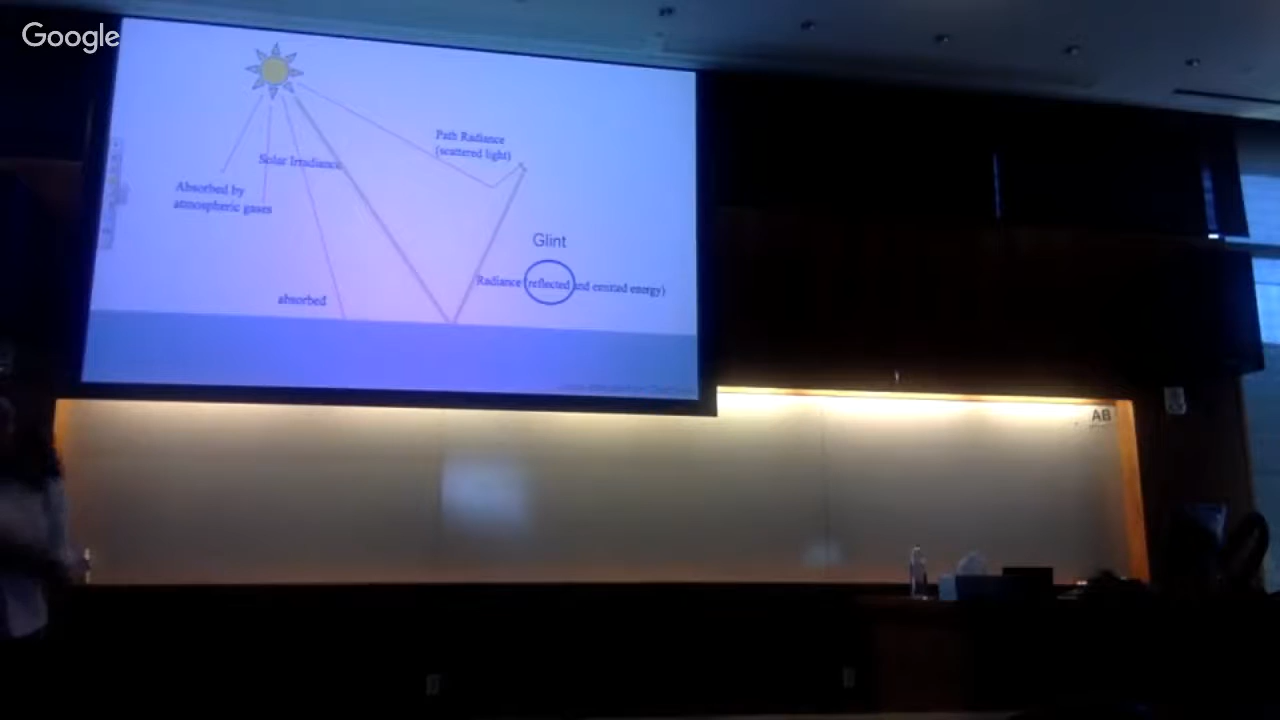 Google
Path Radiance
(scattered light)
Solar Irradiance
Absorbed by
atmospheric gases
Glint
Radiance (reflected and emitted energy)
absorbed
AB